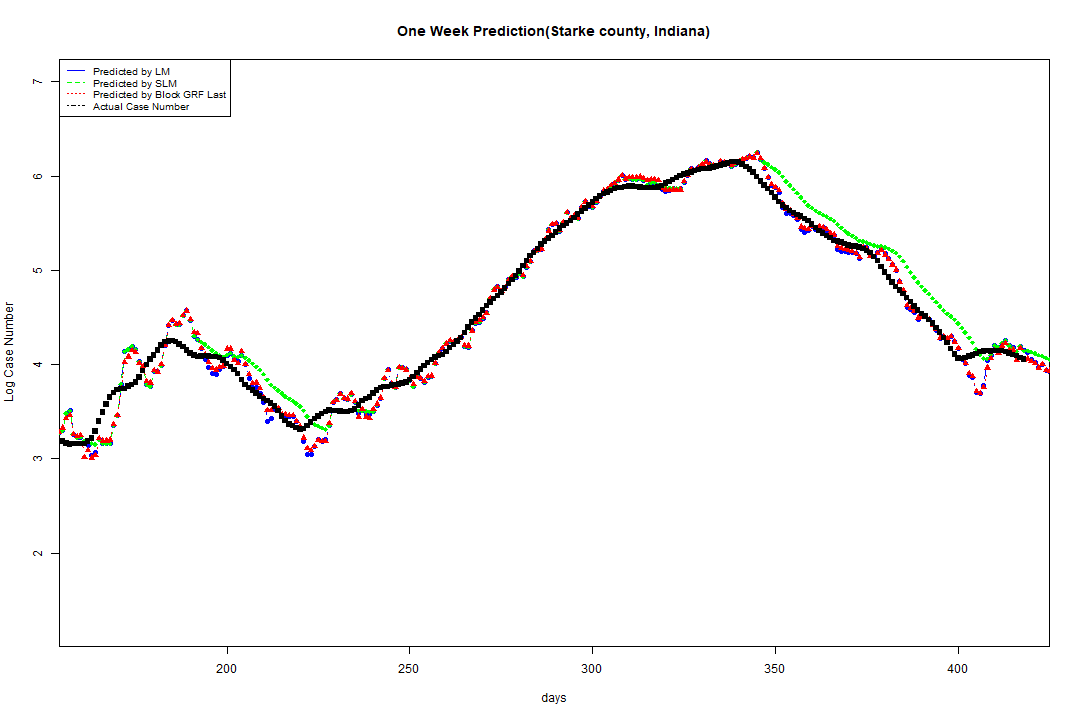 One Week Prediction(Starke county, Indiana)
Predicted by LM
Predicted by SLM
Predicted by Block GRF Last
Actual Case Number
7
6
5
4
3
2
Log Case Number
200 250 300 350 400
days